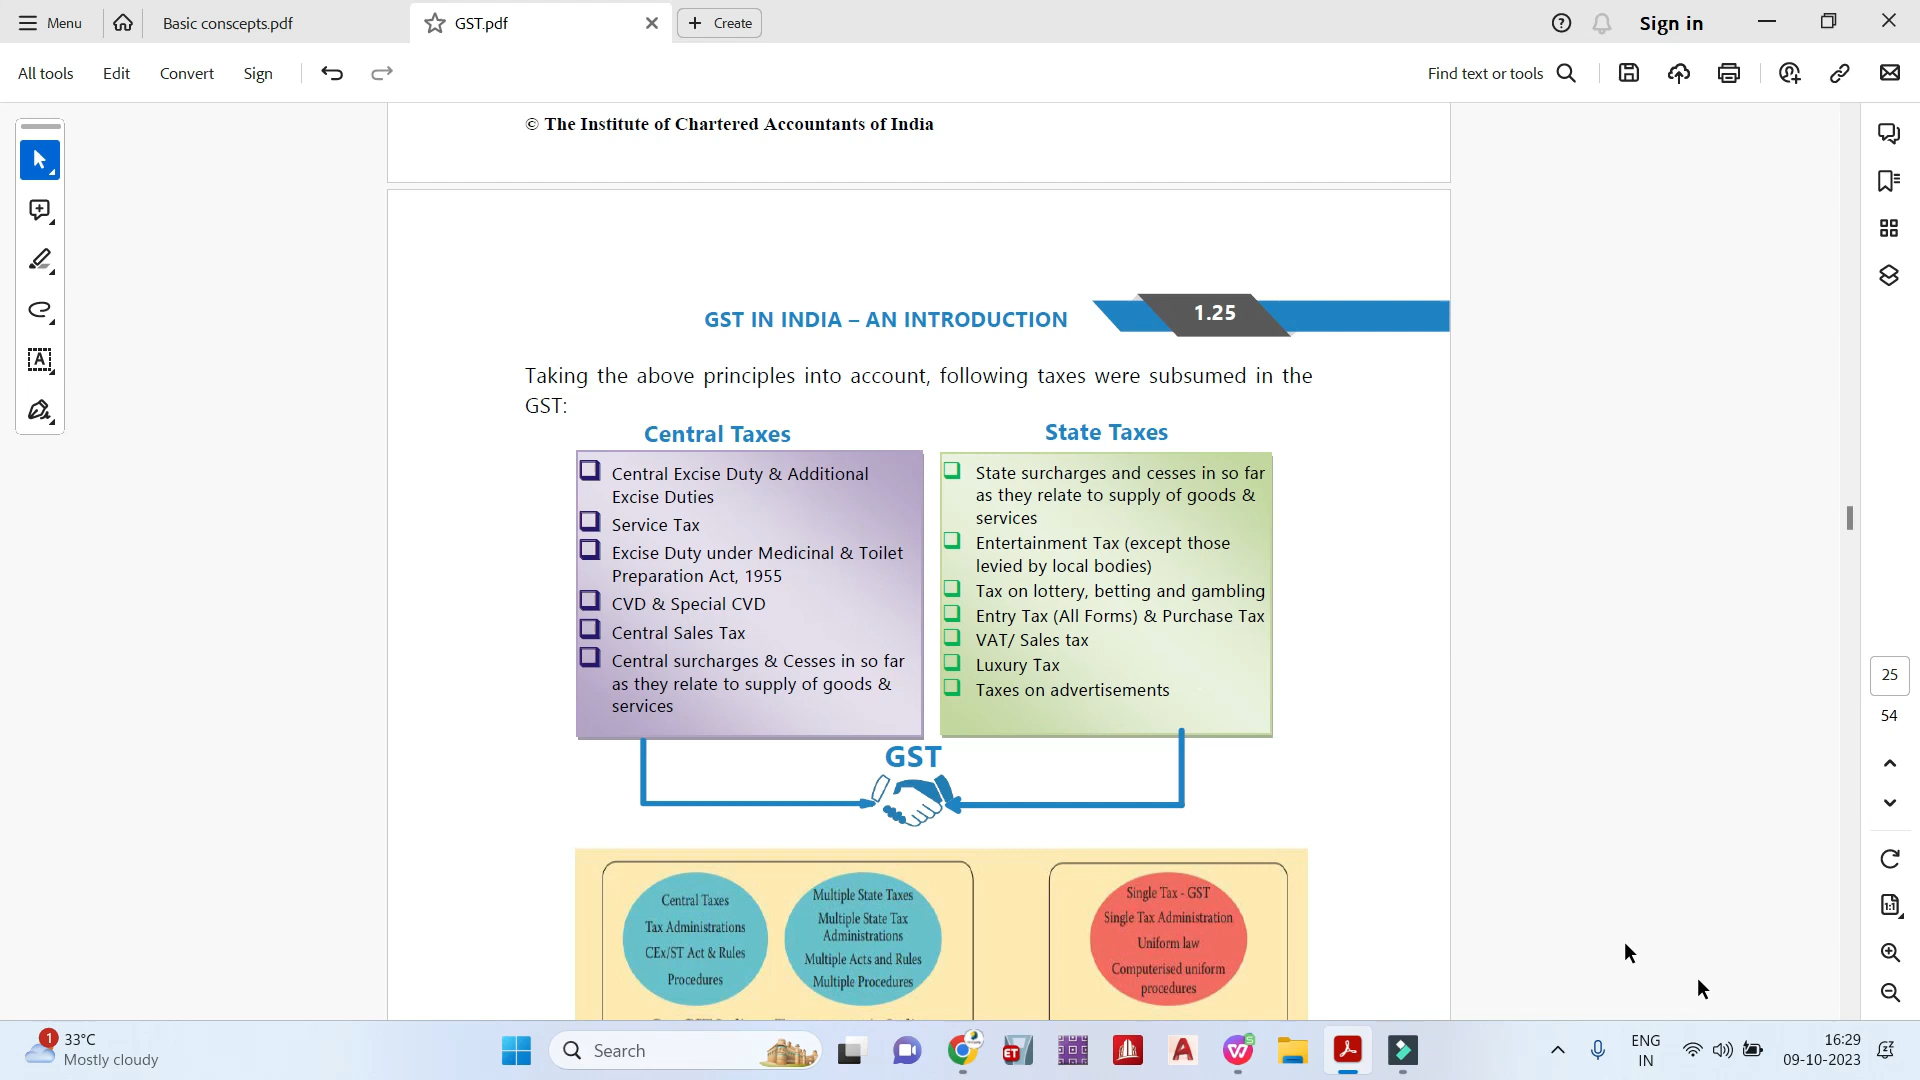 Menu
Basic conscepts.pdf
GST.pdf
Create
Sign in
All tools
Edit
Convert
Sign
Find text or tools
© The Institute of Chartered Accountants of India
GST IN INDIA – AN INTRODUCTION
1.25
Taking the above principles into account, following taxes were subsumed in the
GST:
Central Taxes
Central Excise Duty & Additional
Excise Duties
Service Tax
Excise Duty under Medicinal & Toilet
Preparation Act, 1955
CVD & Special CVD
Central Sales Tax
Central surcharges & Cesses in so far
as they relate to supply of goods &
services
State Taxes
State surcharges and cesses in so far
as they relate to supply of goods &
services
Entertainment Tax (except those
levied by local bodies)
Tax on lottery, betting and gambling
Entry Tax (All Forms) & Purchase Tax
VAT/ Sales tax
Luxury Tax
Taxes on advertisements
GST
Central Taxes
Tax Administrations
CEx/ST Act & Rules
Procedures
Multiple State Taxes
Multiple State Tax
Administrations
Multiple Acts and Rules
Multiple Procedures
Single Tax - GST
Single Tax Administration
Uniform law
Computerised uniform
procedures
25
54
1:1
1
33°C
Mostly cloudy
Search
ET
ENG
IN
16:29
09-10-2023